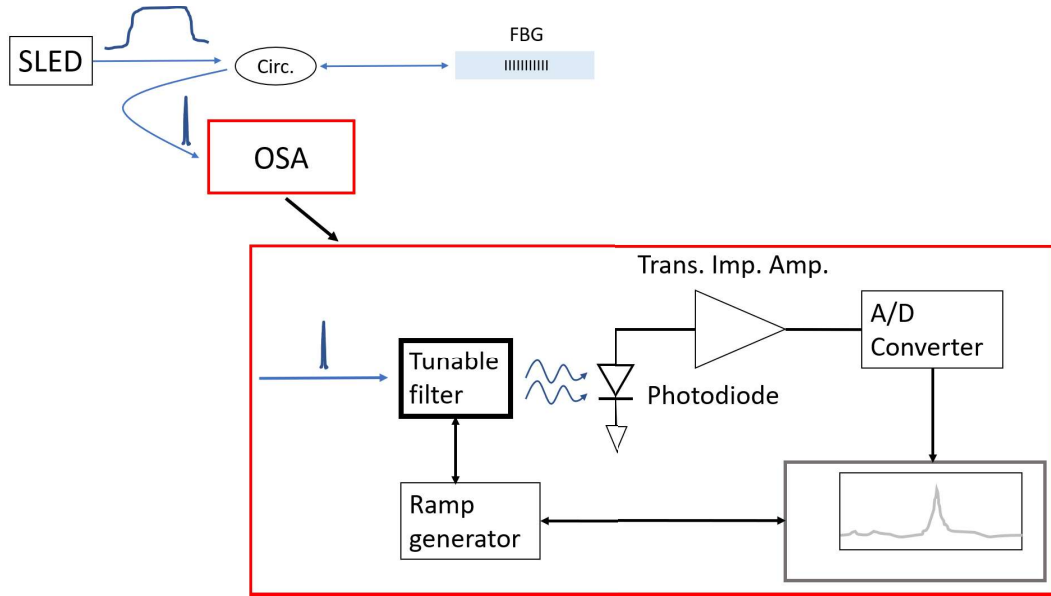 FBG
SLED
Circ.
OSA
Trans. Imp. Amp.
A/D
Converter
Tunable
filter
Photodiode
Ramp
generator